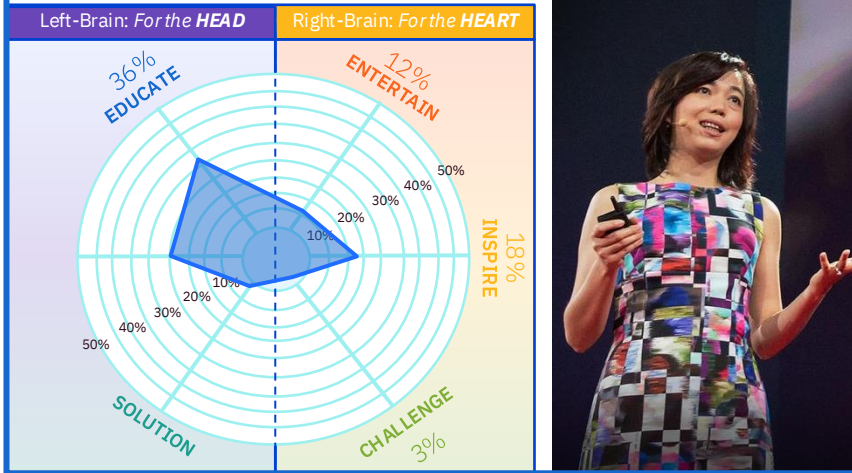 Left-Brain: For the HEAD
Right-Brain: For the HEART
36%
EDUCATE
12%
ENTERTAIN
50%
40%
30%
20%
10%
18%
INSPIRE
10%
20%
30%
40%
50%
SOLUTION
CHALLENGE
3%